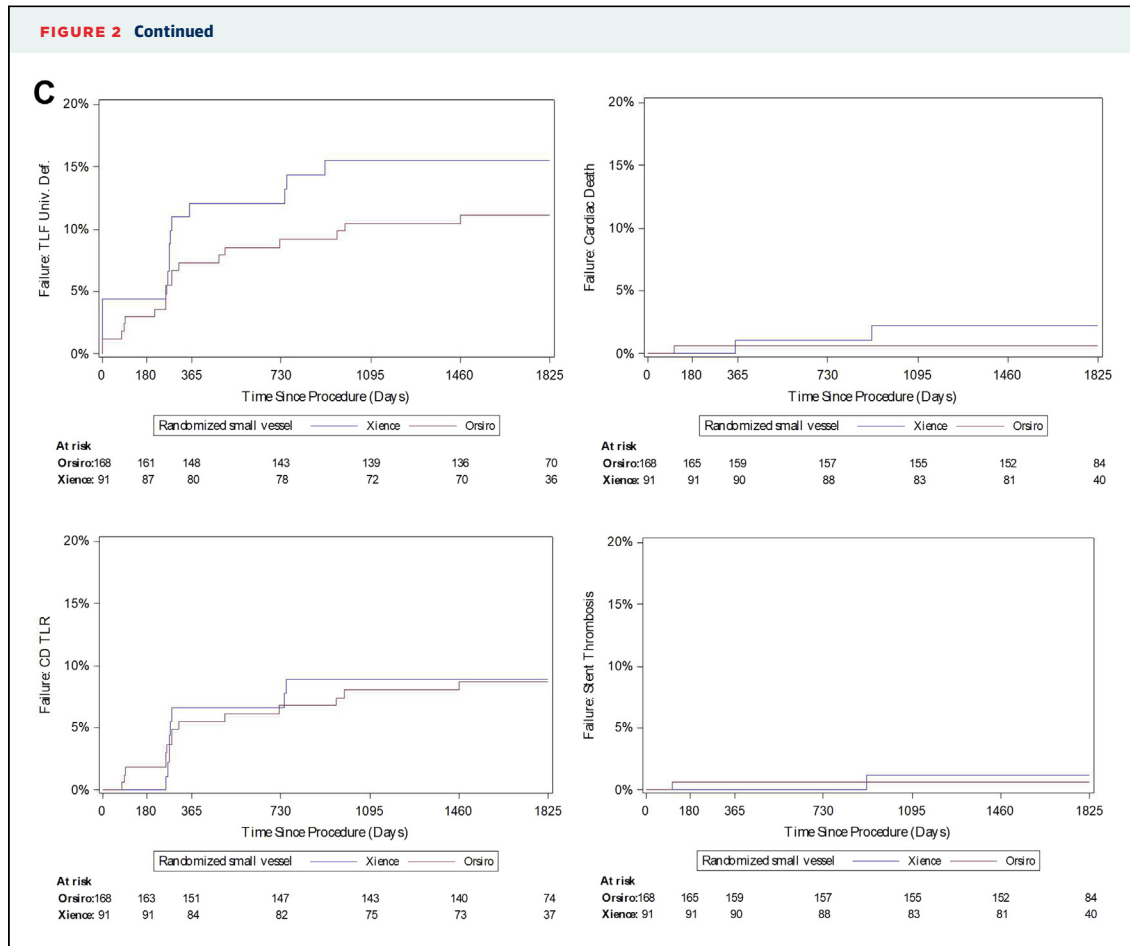 FIGURE 2 Continued
C
20%
15%
10%
5%
0%
Failure: TLF Univ. Def.
0 180 365 730 1095 1460 1825
Time Since Procedure (Days)
Randomized small vessel Xience Orsiro
At risk
Orsiro:168 161 148 143 139 136 70
Xience: 91 87 80 78 72 70 36
20%
15%
10%
5%
0%
Failure: Cardiac Death
0 180 365 730 1095 1460 1825
Time Since Procedure (Days)
Randomized small vessel Xience Orsiro
At risk
Orsiro:168 165 159 157 155 152 84
Xience: 91 91 90 88 83 81 40
20%
15%
10%
5%
0%
Failure: CD TLR
0 180 365 730 1095 1460 1825
Time Since Procedure (Days)
Randomized small vessel Xience Orsiro
At risk
Orsiro:168 163 151 147 143 140 74
Xience: 91 91 84 82 75 73 37
20%
15%
10%
5%
0%
Failure: Stent Thrombosis
0 180 365 730 1095 1460 1825
Time Since Procedure (Days)
Randomized small vessel Xience Orsiro
At risk
Orsiro:168 165 159 157 155 152 84
Xience: 91 91 90 88 83 81 40